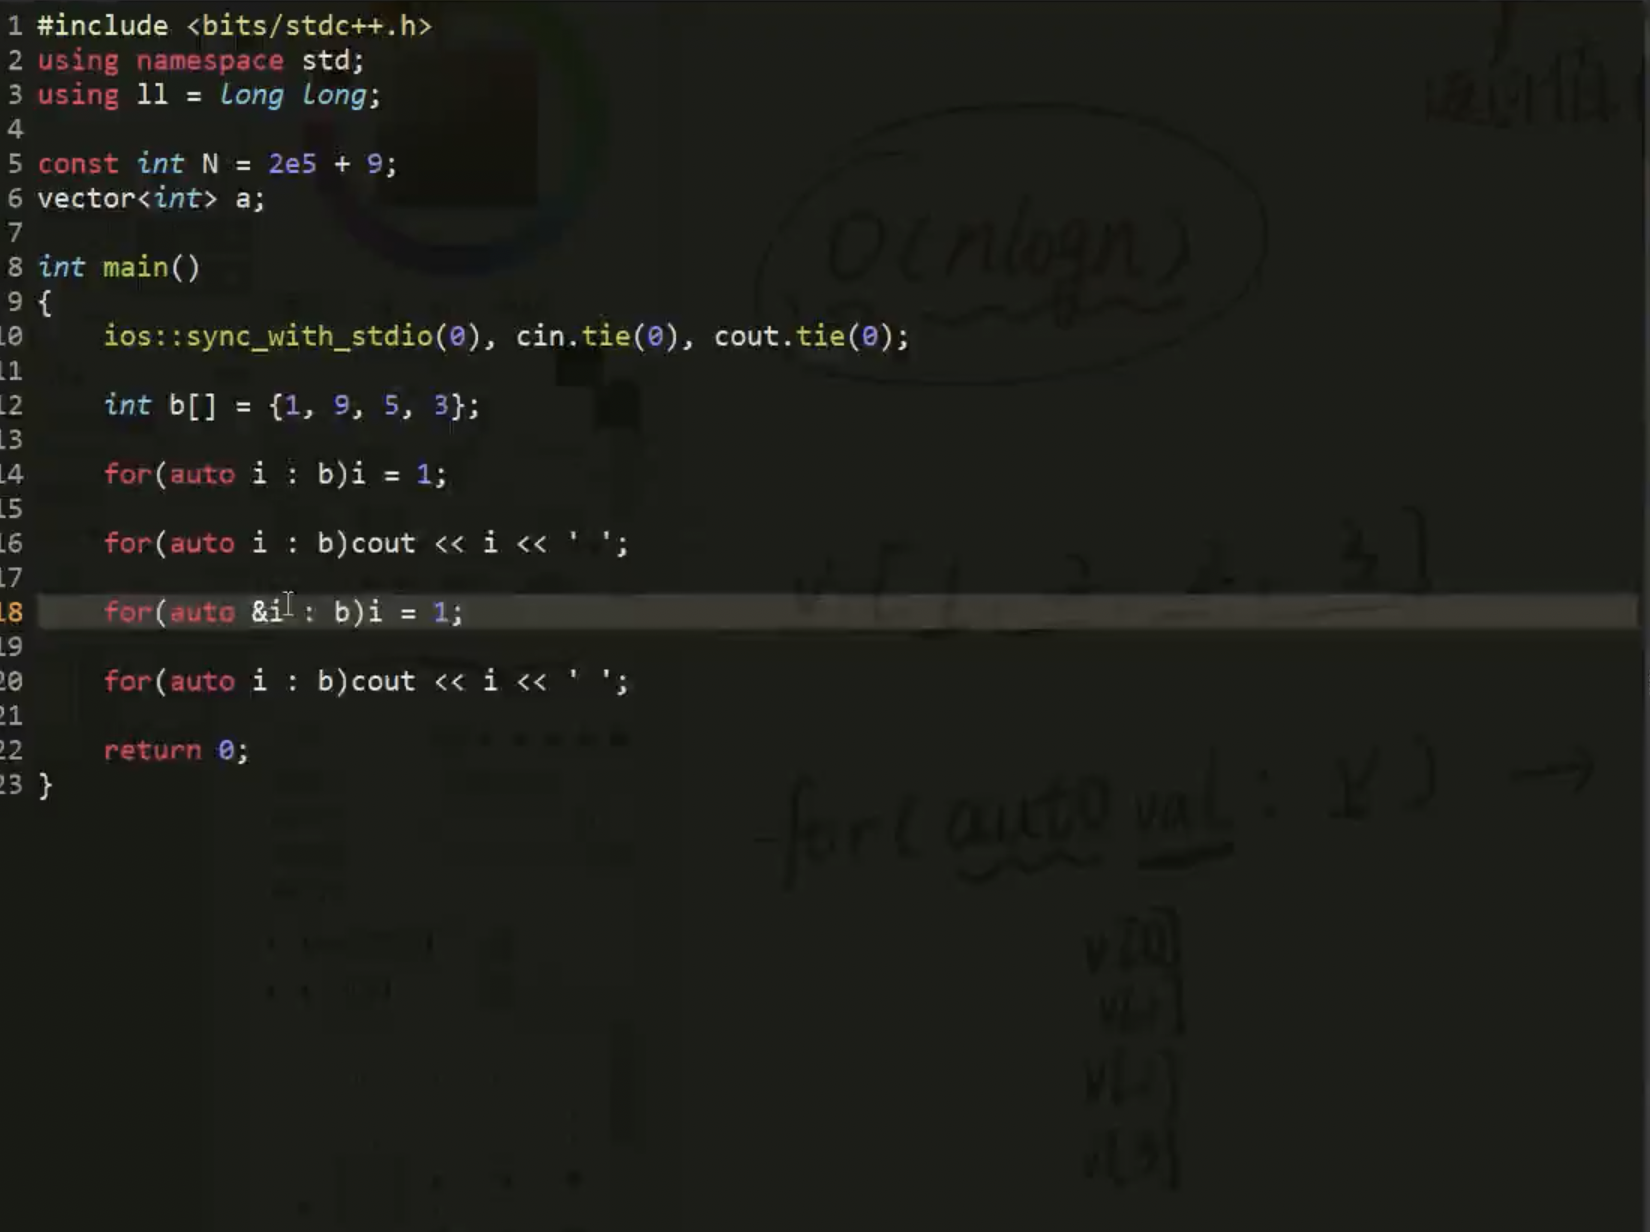 1 #include <bits/stdc++.h>
2 using namespace std;
3 using ll = long long;
4
5 const int N = 2e5 + 9;
6 vector<int> a;
7
8 int main()
9 {
10 ios::sync_with_stdio(0), cin.tie(0), cout.tie(0);
11
12 int b[] = {1, 9, 5, 3};
13
14 for(auto i : b)i = 1;
15
16 for(auto i : b)cout << i << ' ';
17
18 for(auto &i : b)i = 1;
19
20 for(auto i : b)cout << i << ' ';
21
22 return 0;
23 }
O(nlogn)
for( auto val : v ) →
v[0]
v[1]
v[2]
v[3]